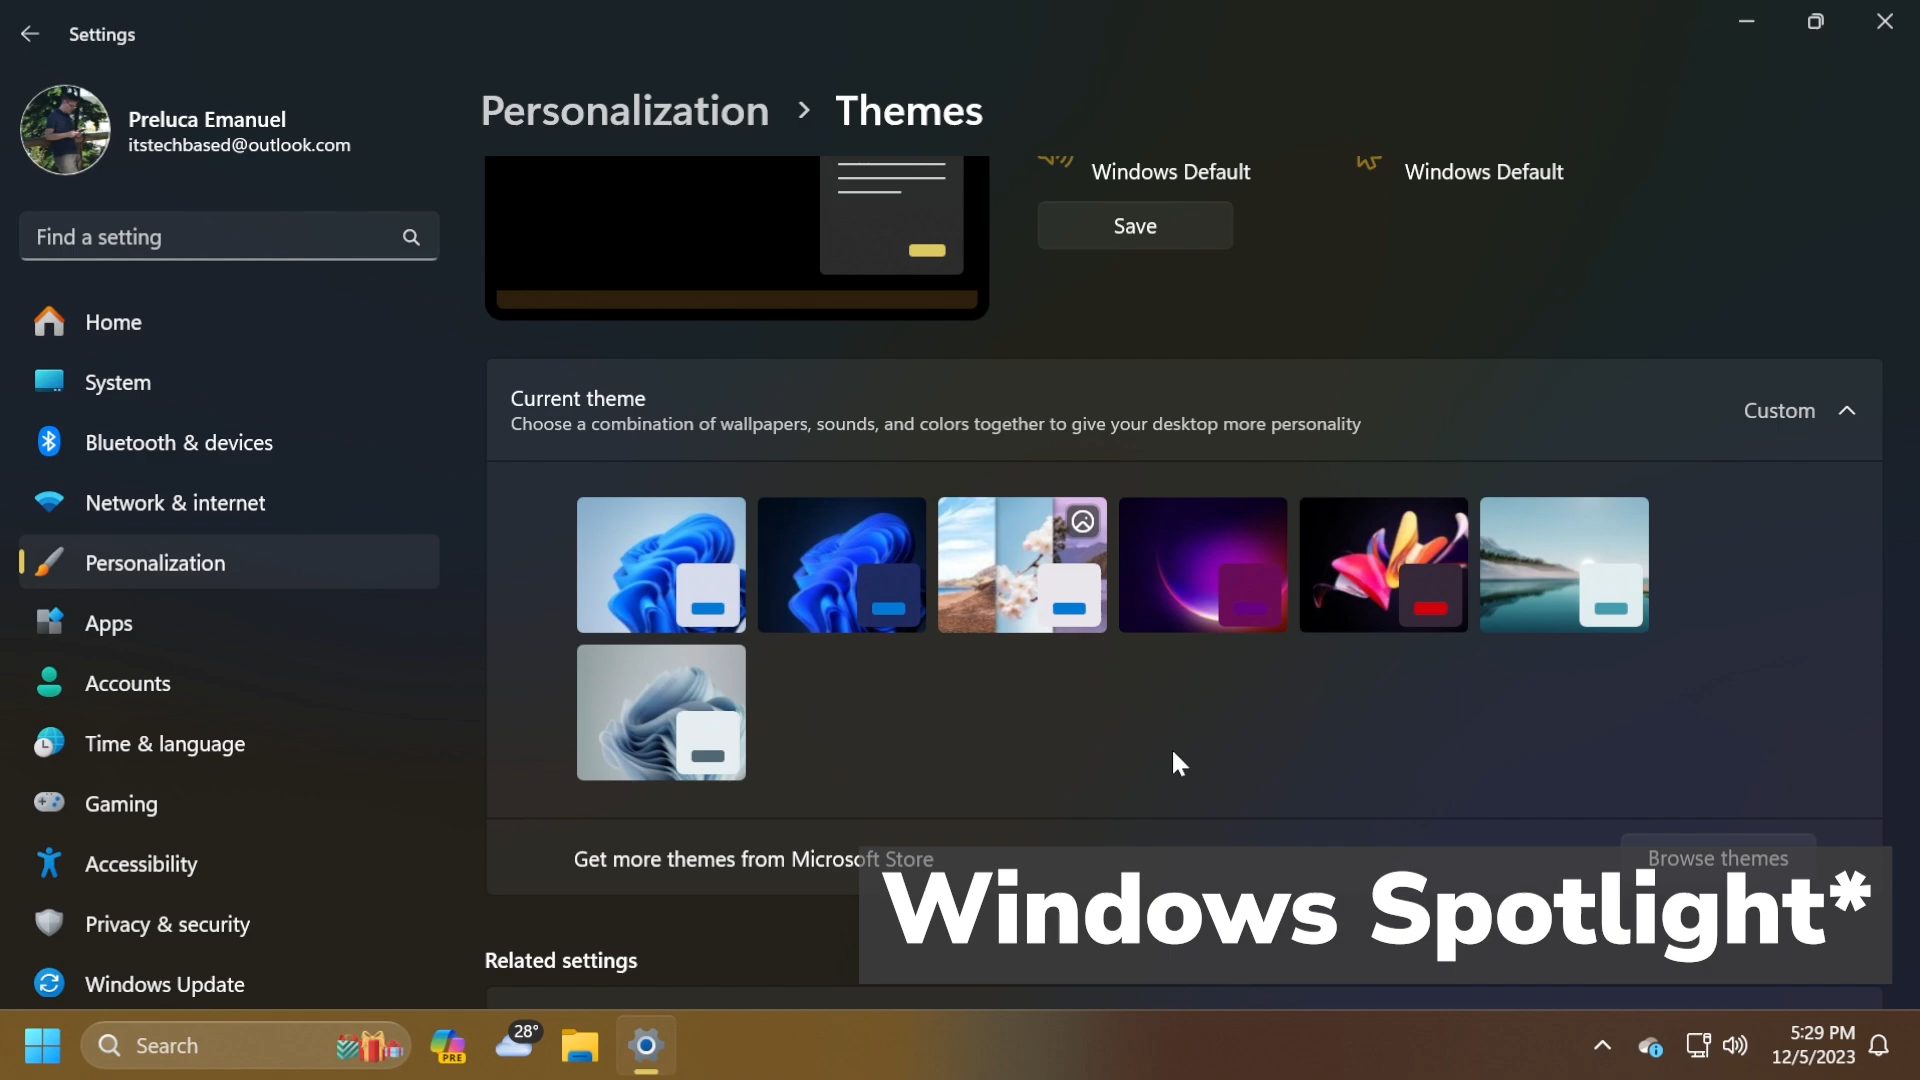 Settings
Preluca Emanuel
itstechbased@outlook.com
Find a setting
Home
System
Bluetooth & devices
Network & internet
Personalization
Apps
Accounts
Time & language
Gaming
Accessibility
Privacy & security
Windows Update
Personalization > Themes
Windows Default
Windows Default
Save
Current theme
Choose a combination of wallpapers, sounds, and colors together to give your desktop more personality
Custom
Get more themes from Microsoft Store
Browse themes
Windows Spotlight*
Related settings
Search
PRE
28°
5:29 PM
12/5/2023